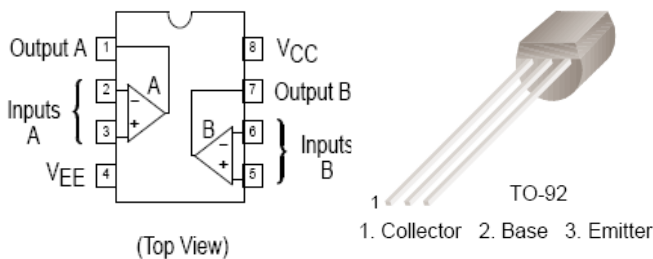 Output A
1
2
3
4
Inputs
A
VEE
A
-
+
B
-
+
8
7
6
5
VCC
Output B
Inputs
B
(Top View)
1
TO-92
1. Collector 2. Base 3. Emitter